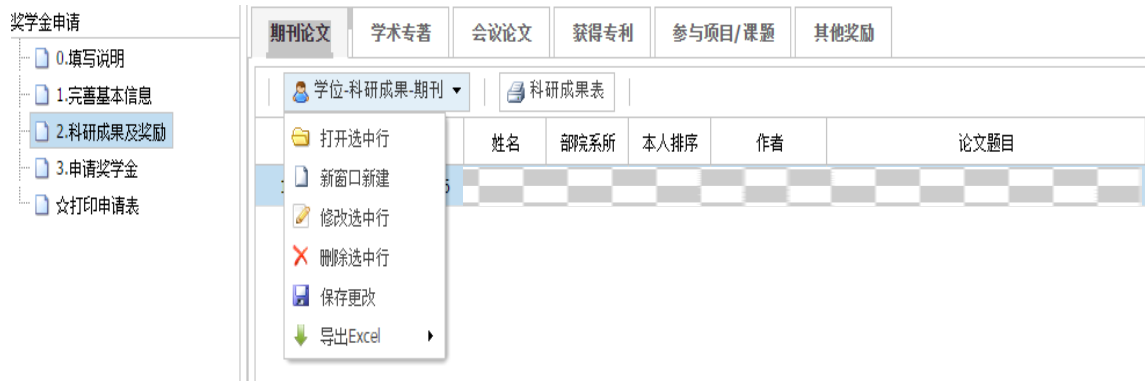 奖学金申请
0.填写说明
1.完善基本信息
2.科研成果及奖励
3.申请奖学金
☆打印申请表
期刊论文 学术专著 会议论文 获得专利 参与项目/课题 其他奖励
学位-科研成果-期刊 科研成果表
姓名 部院系所 本人排序 作者 论文题目
打开选中行
新窗口新建
修改选中行
删除选中行
保存更改
导出Excel